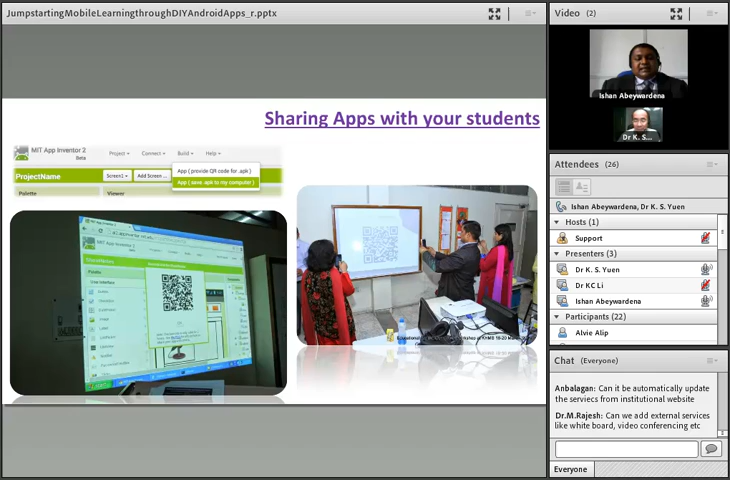 JumpstartingMobileLearningthroughDIYAndroidApps_r.pptx
Sharing Apps with your students
MIT App Inventor 2
Beta
Project
Connect
Build
Help
App ( provide QR code for .apk )
App ( save .apk to my computer )
ProjectName
Screen1
Add Screen ...
Palette
Viewer
Video (2)
Ishan Abeywardena
Dr K. S...
Attendees (26)
Ishan Abeywardena, Dr K. S. Yuen
Hosts (1)
Support
Presenters (3)
Dr K. S. Yuen
Dr KC Li
Ishan Abeywardena
Participants (22)
Alvie Alip
Chat (Everyone)
Anbalagan: Can it be automatically update
the serviecs from institutional website
Dr.M.Rajesh: Can we add external services
like white board, video conferencing etc
Everyone